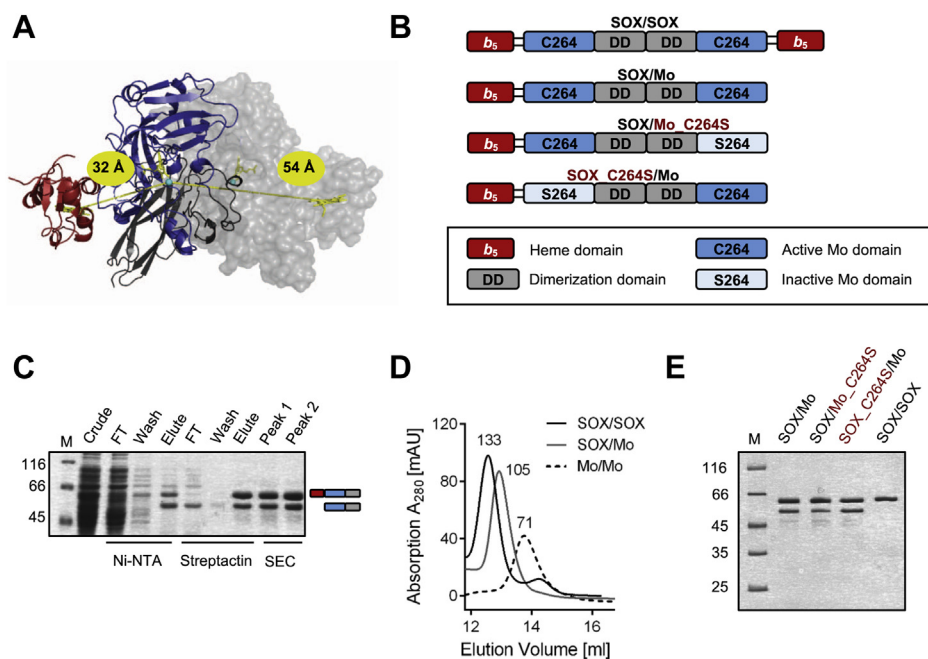 A
32 Å
54 Å
B
SOX/SOX
b5 C264 DD DD C264 b5
SOX/Mo
b5 C264 DD DD C264
SOX/Mo_C264S
b5 C264 DD DD S264
SOX_C264S/Mo
b5 S264 DD DD C264
b5 Heme domain
C264 Active Mo domain
DD Dimerization domain
S264 Inactive Mo domain
C
M Crude FT Wash Elute FT Wash Elute Peak 1 Peak 2
116
66
45
Ni-NTA Streptactin SEC
D
Absorption A280 [mAU]
120
80
40
0
133
105
71
SOX/SOX
SOX/Mo
Mo/Mo
12 14 16
Elution Volume [ml]
E
M SOX/Mo SOX/Mo_C264S SOX_C264S/Mo SOX/SOX
116
66
45
35
25